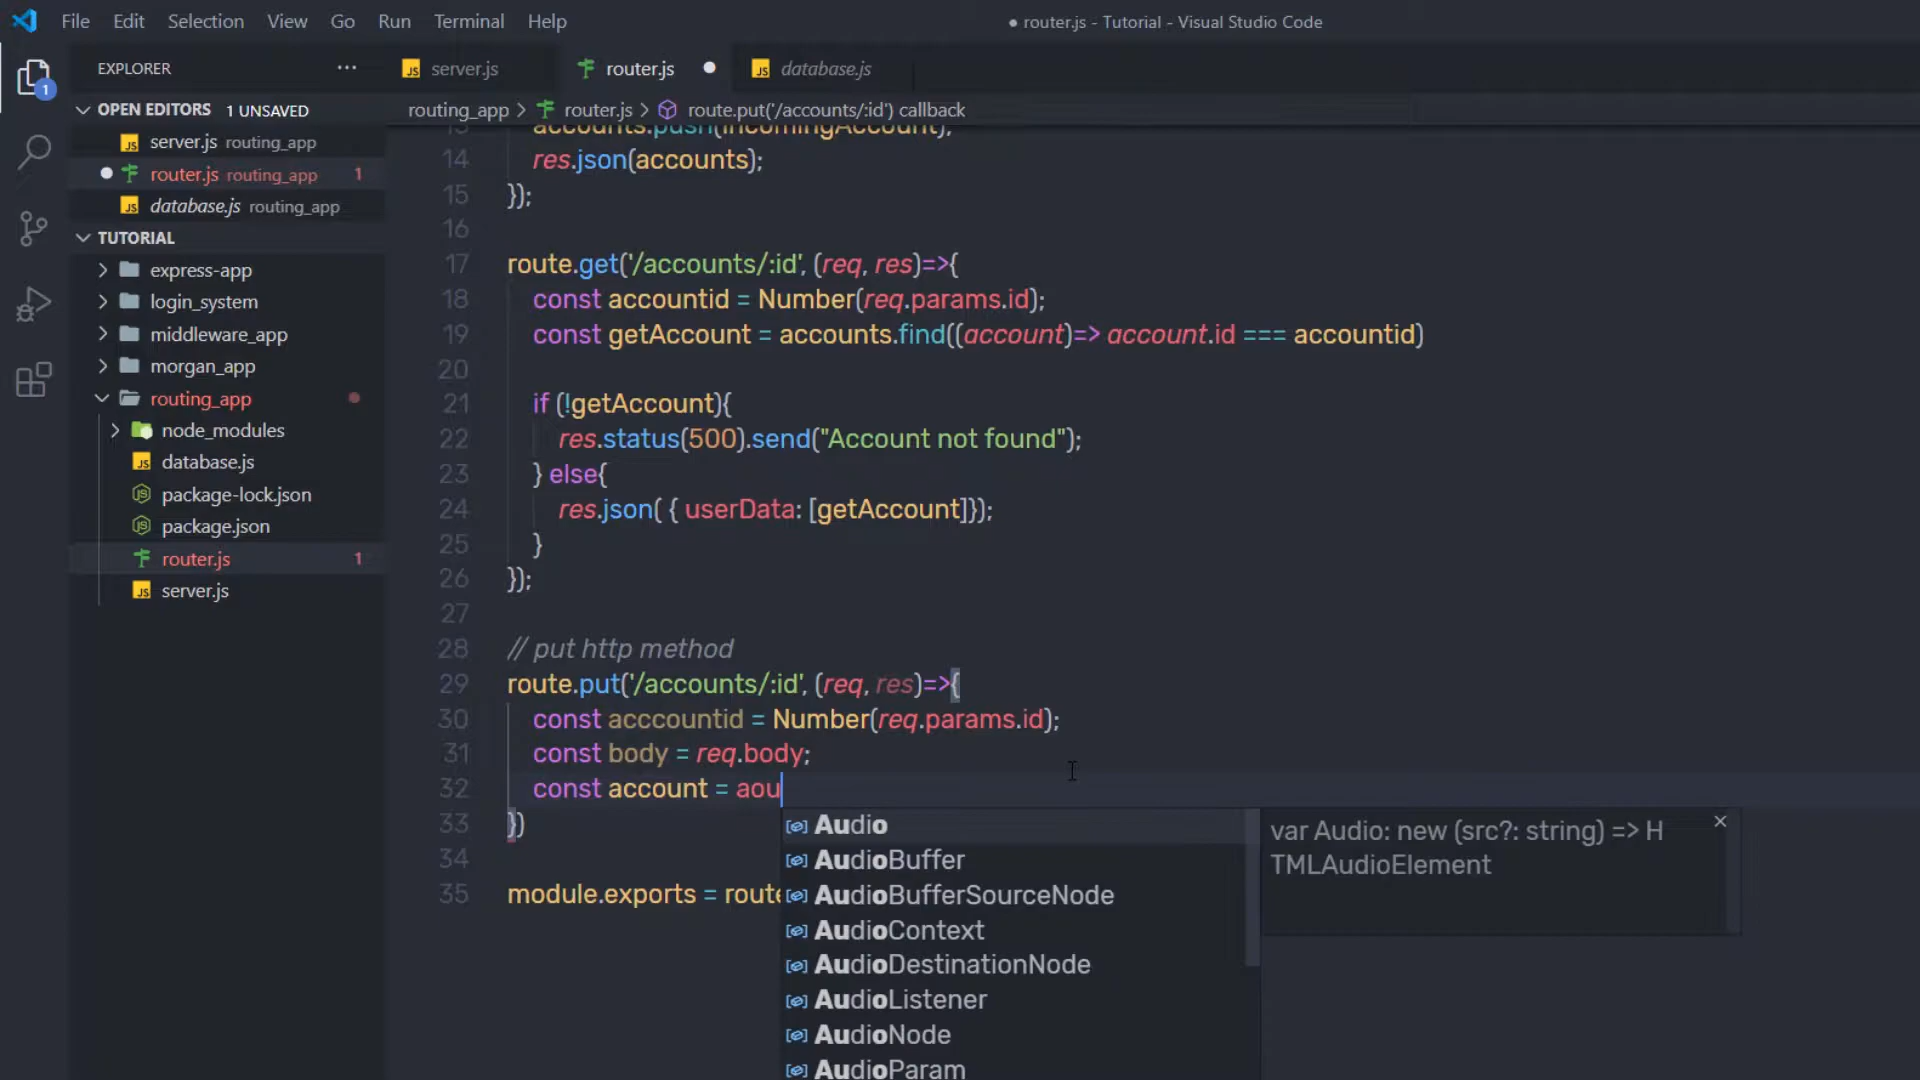 File Edit Selection View Go Run Terminal Help
● router.js - Tutorial - Visual Studio Code
EXPLORER ···
server.js router.js ● database.js
1
OPEN EDITORS 1 UNSAVED
server.js routing_app
router.js routing_app 1
database.js routing_app
TUTORIAL
express-app
login_system
middleware_app
morgan_app
routing_app
node_modules
database.js
package-lock.json
package.json
router.js 1
server.js
routing_app > router.js > route.put('/accounts/:id') callback
13 accounts.push(incomingAccount);
14 res.json(accounts);
15 });
16
17 route.get('/accounts/:id', (req, res)=>{
18 const accountid = Number(req.params.id);
19 const getAccount = accounts.find((account)=> account.id === accountid)
20
21 if (!getAccount){
22 res.status(500).send("Account not found");
23 } else{
24 res.json( { userData: [getAccount]});
25 }
26 });
27
28 // put http method
29 route.put('/accounts/:id', (req, res)=>{
30 const acccountid = Number(req.params.id);
31 const body = req.body;
32 const account = aou
33 })
34
35 module.exports = route
Audio
AudioBuffer
AudioBufferSourceNode
AudioContext
AudioDestinationNode
AudioListener
AudioNode
AudioParam
var Audio: new (src?: string) => H
TMLAudioElement